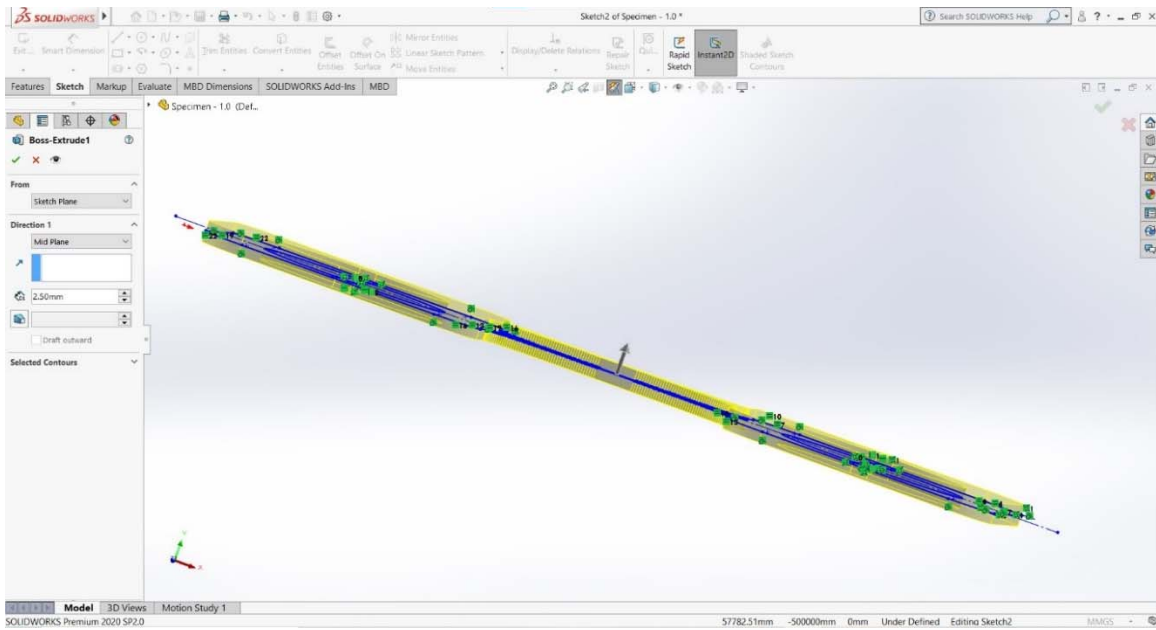 SOLIDWORKS
Sketch2 of Specimen - 1.0 *
Search SOLIDWORKS Help
Exit... Smart Dimension
Trim Entities Convert Entities
Offset Entities
Offset On Surface
Mirror Entities
Linear Sketch Pattern
Move Entities
Display/Delete Relations
Repair Sketch
Rapid Sketch
Instant2D
Shaded Sketch Contours
Features Sketch Markup Evaluate MBD Dimensions SOLIDWORKS Add-Ins MBD
Specimen - 1.0 (Def...
Boss-Extrude1
From
Sketch Plane
Direction 1
Mid Plane
2.50mm
Draft outward
Selected Contours
10
7
Y
X
Model 3D Views Motion Study 1
SOLIDWORKS Premium 2020 SP2.0
57782.51mm -500000mm 0mm Under Defined Editing Sketch2 MMGS